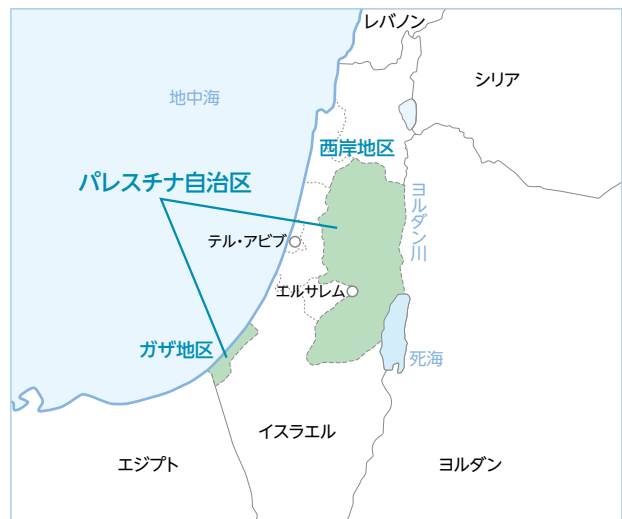 レバノン
シリア
地中海
西岸地区
パレスチナ自治区
ヨルダン川
テル・アビブ
エルサレム
ガザ地区
死海
イスラエル
エジプト
ヨルダン